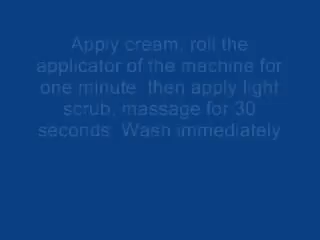 Apply cream, roll the
applicator of the machine for
one minute, then apply light
scrub, massage for 30
seconds. Wash immediately